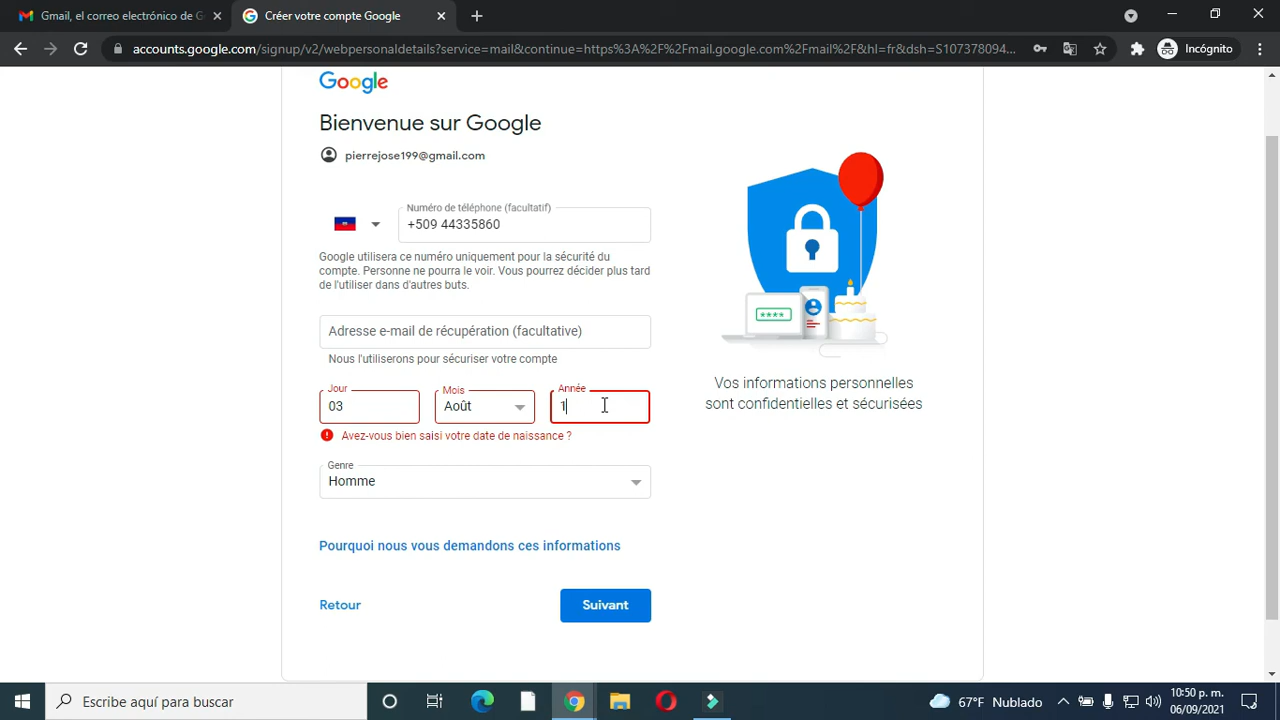 Gmail, el correo electrónico de G
Créer votre compte Google
accounts.google.com/signup/v2/webpersonaldetails?service=mail&continue=https%3A%2F%2Fmail.google.com%2Fmail%2F&hl=fr&dsh=S107378094...
Incógnito
Google
Bienvenue sur Google
pierrejose199@gmail.com
Numéro de téléphone (facultatif)
+509 44335860
Google utilisera ce numéro uniquement pour la sécurité du
compte. Personne ne pourra le voir. Vous pourrez décider plus tard
de l'utiliser dans d'autres buts.
Adresse e-mail de récupération (facultative)
Nous l'utiliserons pour sécuriser votre compte
Jour
Mois
Année
03
Août
1
Avez-vous bien saisi votre date de naissance ?
Genre
Homme
Pourquoi nous vous demandons ces informations
Retour
Suivant
****
Vos informations personnelles
sont confidentielles et sécurisées
Escribe aquí para buscar
67°F Nublado
10:50 p. m.
06/09/2021